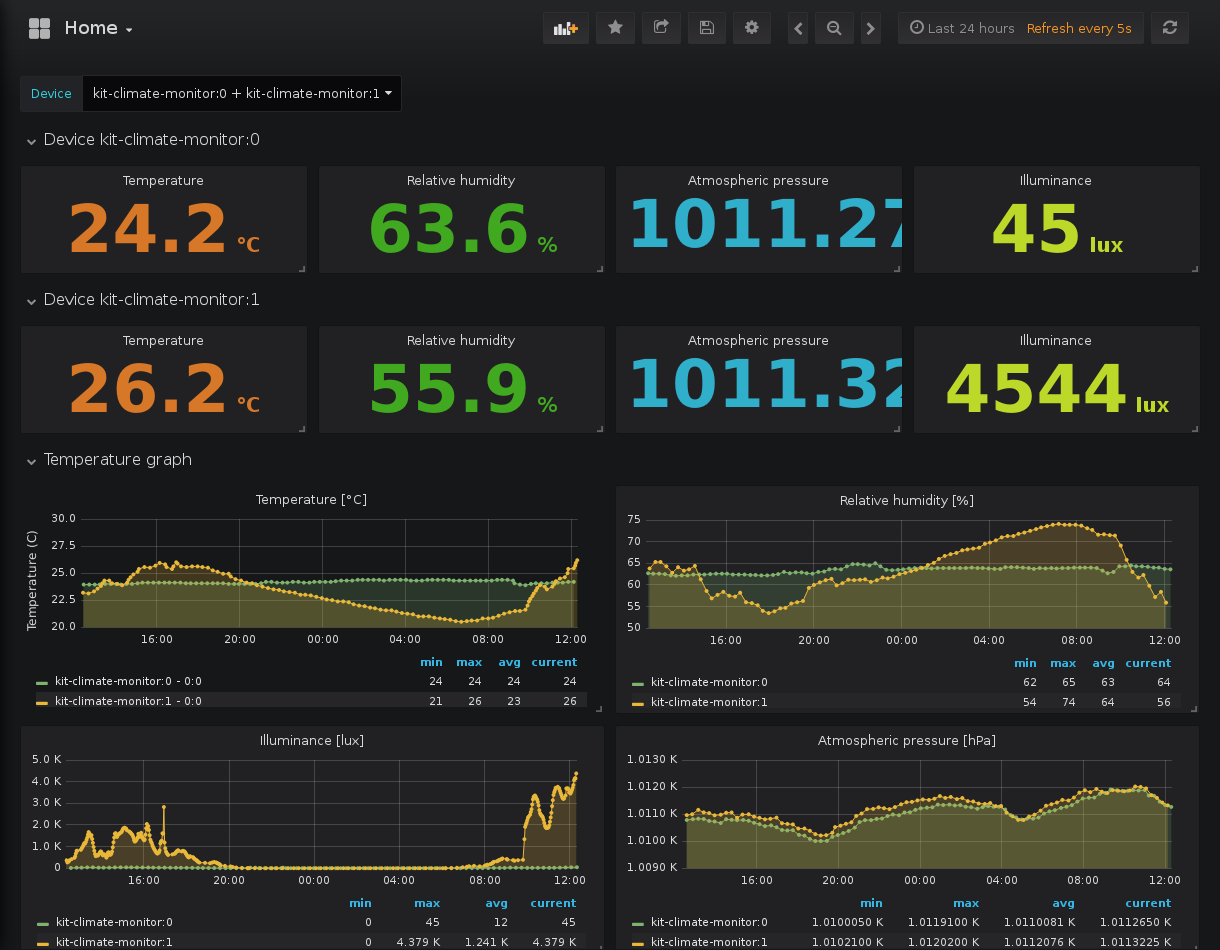 Home
Last 24 hours Refresh every 5s
Device kit-climate-monitor:0 + kit-climate-monitor:1
Device kit-climate-monitor:0
Temperature Relative humidity Atmospheric pressure Illuminance
24.2 °C 63.6 % 1011.27 45 lux
Device kit-climate-monitor:1
Temperature Relative humidity Atmospheric pressure Illuminance
26.2 °C 55.9 % 1011.32 4544 lux
Temperature graph
Temperature [°C]
Temperature (C)
30.0
27.5
25.0
22.5
20.0
16:00 20:00 00:00 04:00 08:00 12:00
min max avg current
kit-climate-monitor:0 - 0:0 24 24 24 24
kit-climate-monitor:1 - 0:0 21 26 23 26
Relative humidity [%]
75
70
65
60
55
50
16:00 20:00 00:00 04:00 08:00 12:00
min max avg current
kit-climate-monitor:0 62 65 63 64
kit-climate-monitor:1 54 74 64 56
Illuminance [lux]
5.0 K
4.0 K
3.0 K
2.0 K
1.0 K
0
16:00 20:00 00:00 04:00 08:00 12:00
min max avg current
kit-climate-monitor:0 0 45 12 45
kit-climate-monitor:1 0 4.379 K 1.241 K 4.379 K
Atmospheric pressure [hPa]
1.0130 K
1.0120 K
1.0110 K
1.0100 K
1.0090 K
16:00 20:00 00:00 04:00 08:00 12:00
min max avg current
kit-climate-monitor:0 1.0100050 K 1.0119100 K 1.0110081 K 1.0112650 K
kit-climate-monitor:1 1.0102100 K 1.0120200 K 1.0112076 K 1.0113225 K